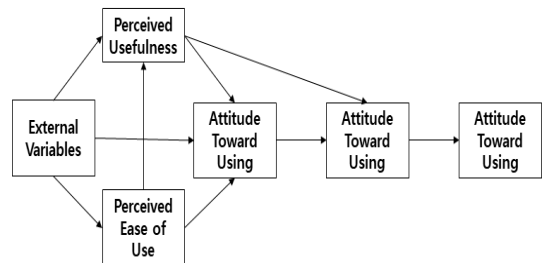 Perceived
Usefulness
External
Variables
Attitude
Toward
Using
Attitude
Toward
Using
Attitude
Toward
Using
Perceived
Ease of
Use